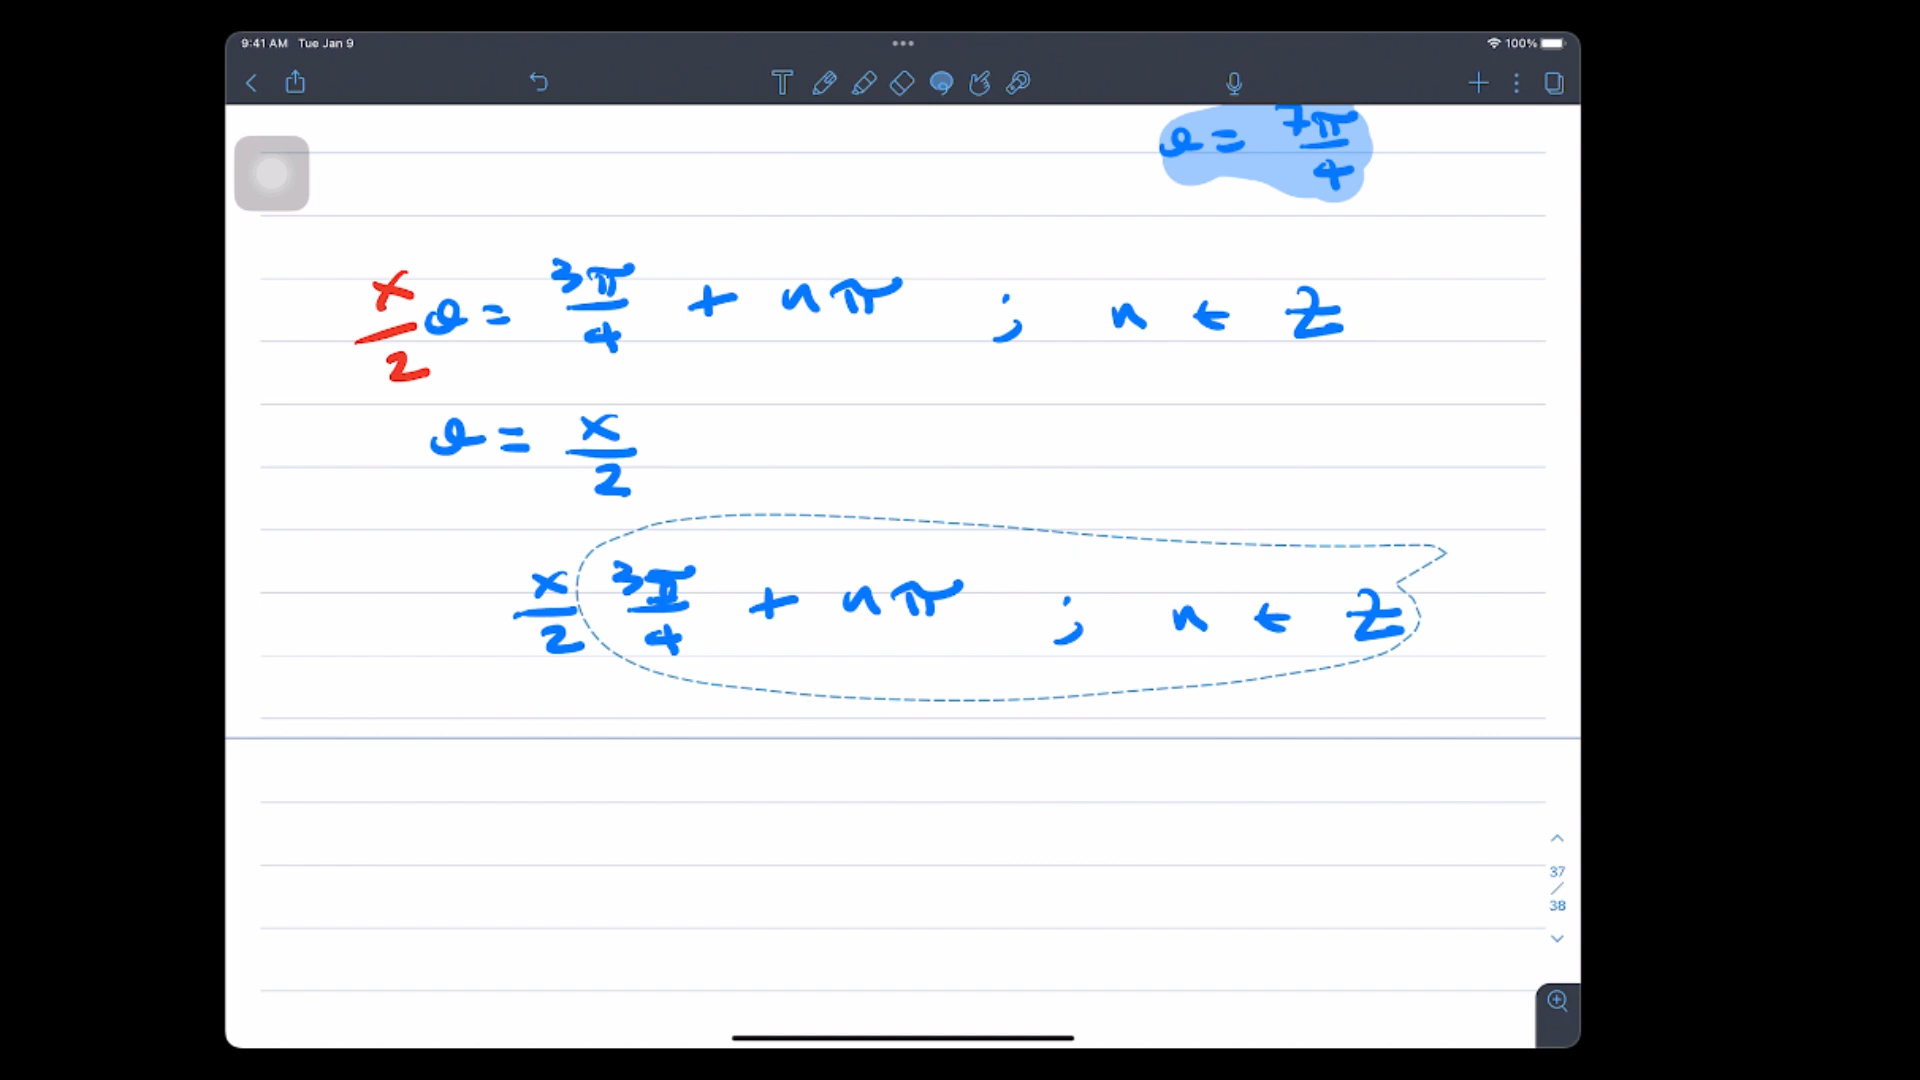 9:41 AM Tue Jan 9
100%
T
θ = 7π/4
x/2 θ = 3π/4 + nπ ; n ∈ Z
θ = x/2
x/2 3π/4 + nπ ; n ∈ Z
37
/
38